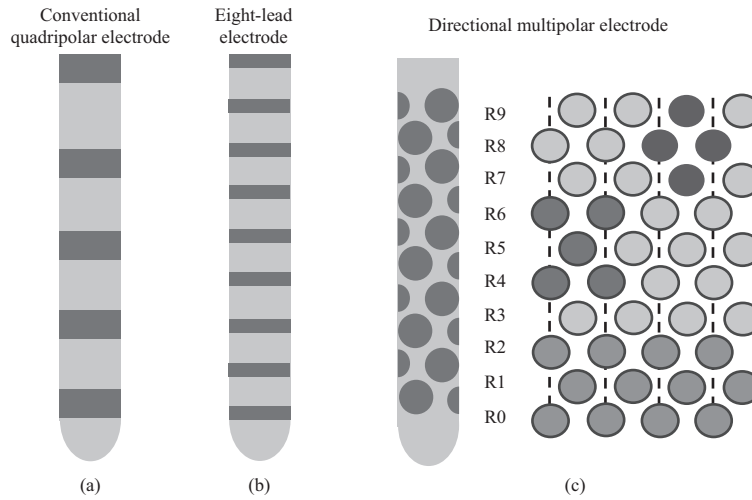 Conventional
quadripolar electrode
Eight-lead
electrode
Directional multipolar electrode
R9
R8
R7
R6
R5
R4
R3
R2
R1
R0
(a)
(b)
(c)